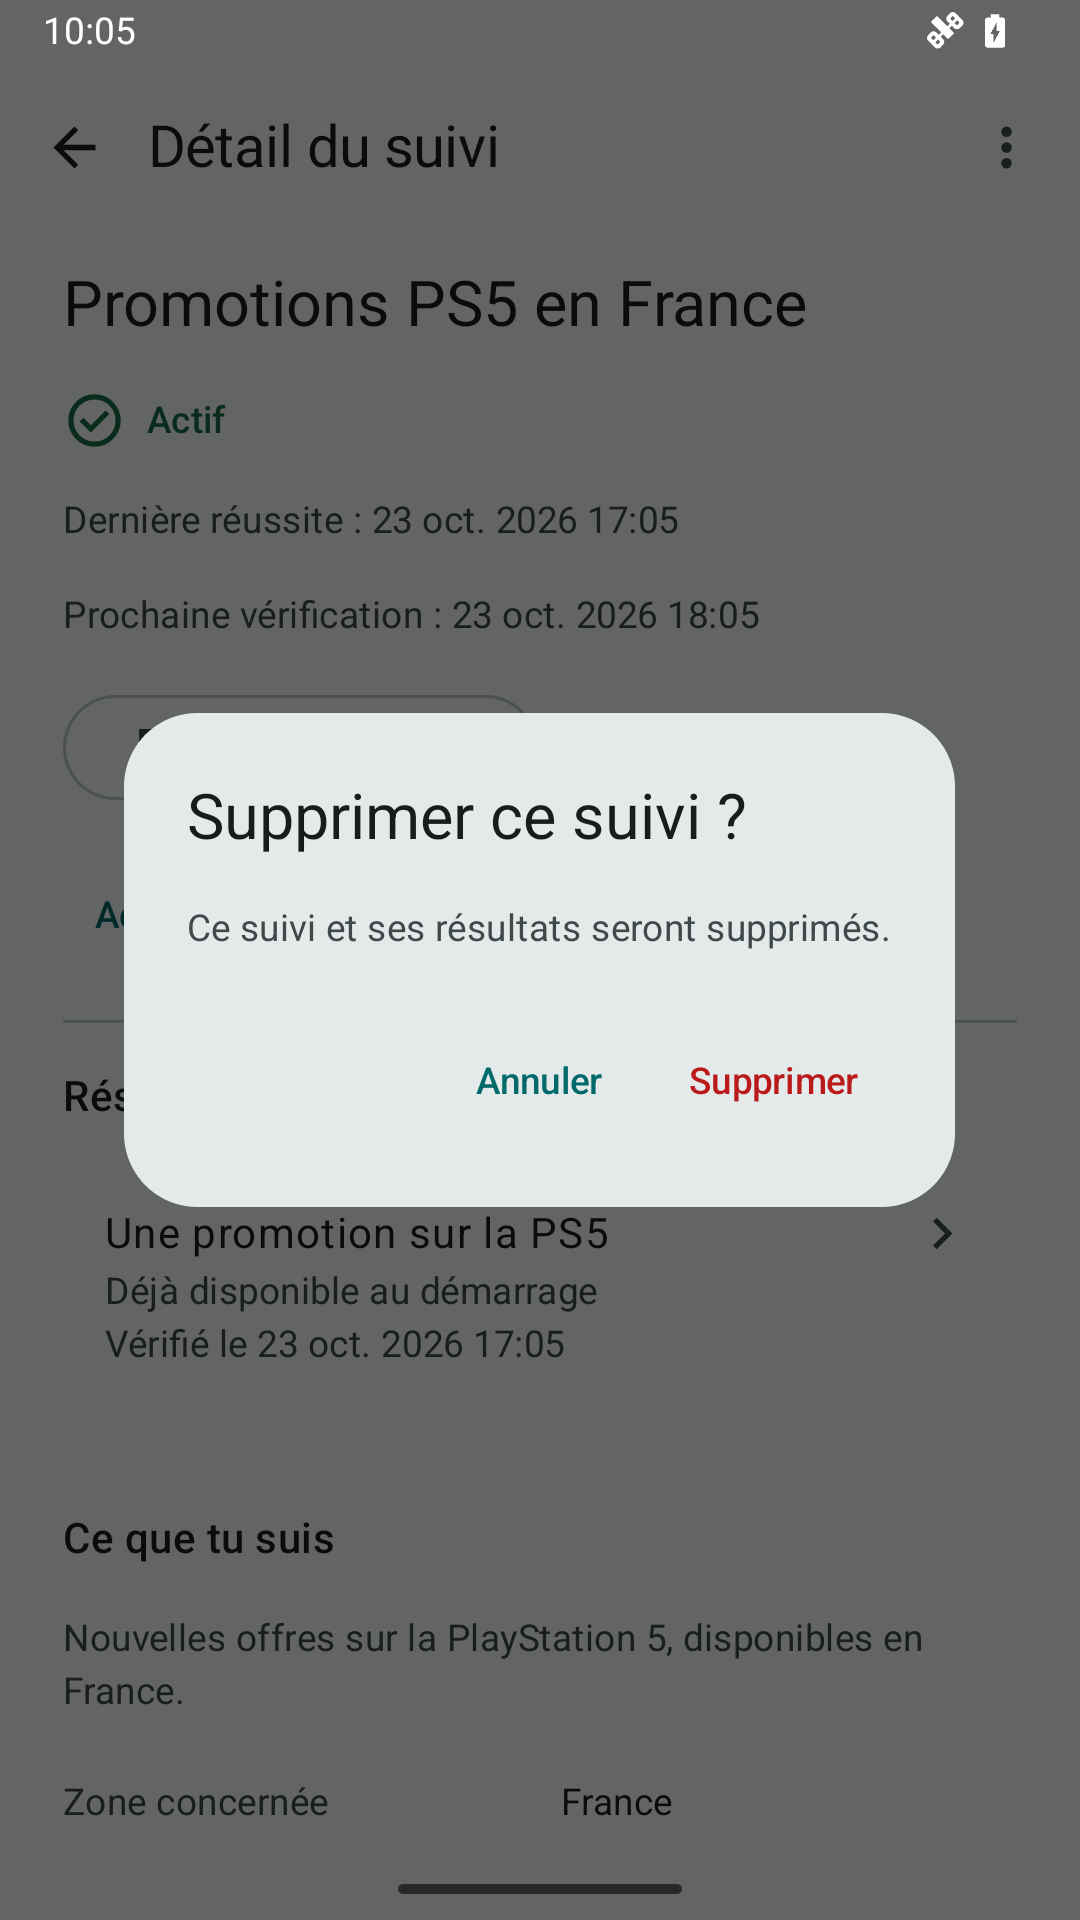 10:05
Détail du suivi
Promotions PS5 en France
Actif
Dernière réussite : 23 oct. 2026 17:05
Prochaine vérification : 23 oct. 2026 18:05
Supprimer ce suivi ?
Ce suivi et ses résultats seront supprimés.
Annuler
Supprimer
Une promotion sur la PS5
Déjà disponible au démarrage
Vérifié le 23 oct. 2026 17:05
Ce que tu suis
Nouvelles offres sur la PlayStation 5, disponibles en
France.
Zone concernée
France